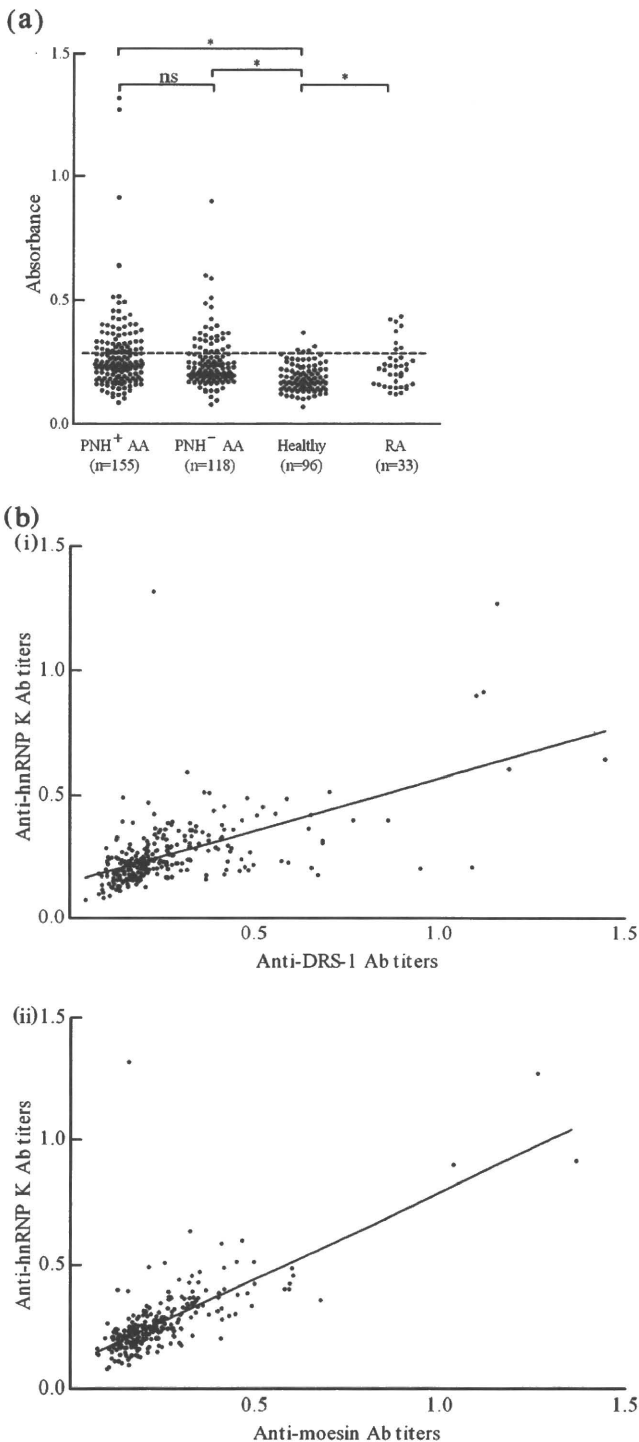 (a)
1.5
*
*
ns
*
1.0
Absorbance
0.5
0.0
PNH+ AA PNH− AA Healthy RA
(n=155) (n=118) (n=96) (n=33)
(b)
(i) 1.5
1.0
Anti-hnRNP K Ab titers
0.5
0.0
0.5 1.0 1.5
Anti-DRS-1 Ab titers
(ii) 1.5
1.0
Anti-hnRNP K Ab titers
0.5
0.0
0.5 1.0 1.5
Anti-moesin Ab titers